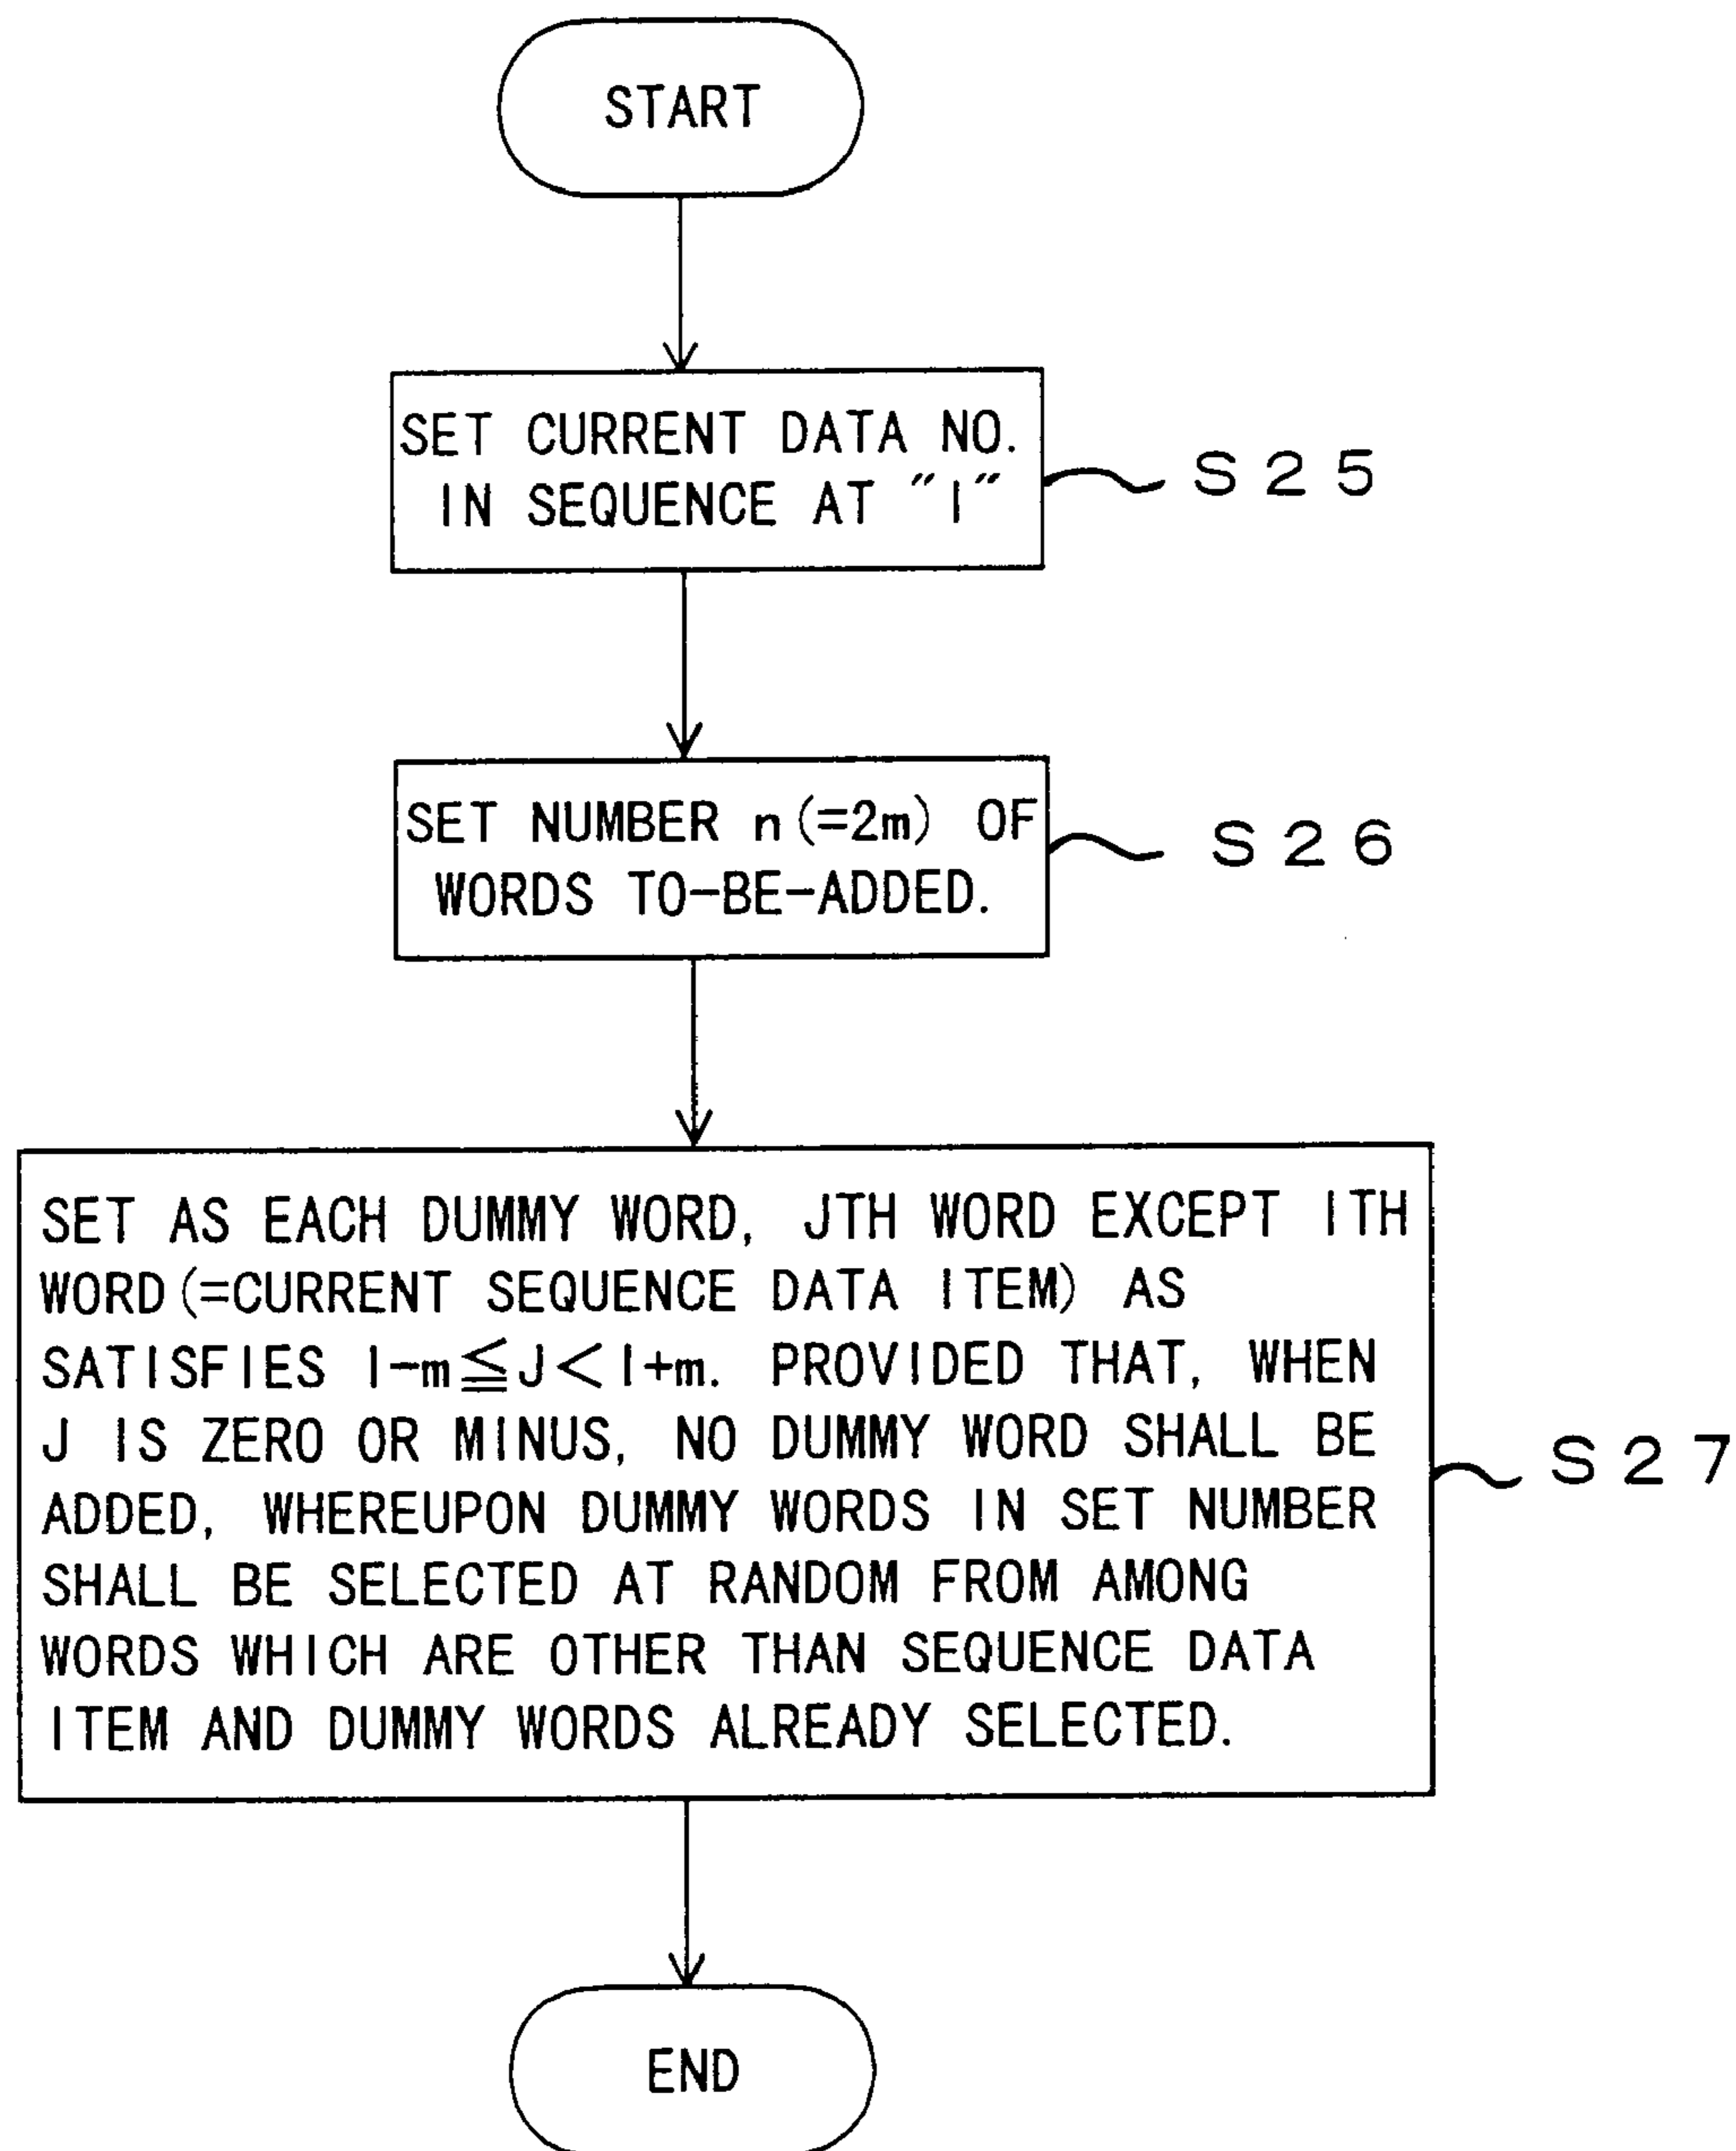 START
SET CURRENT DATA NO.
IN SEQUENCE AT "I"
S25
SET NUMBER n(=2m) OF
WORDS TO-BE-ADDED.
S26
SET AS EACH DUMMY WORD, JTH WORD EXCEPT ITH
WORD(=CURRENT SEQUENCE DATA ITEM) AS
SATISFIES I-m≦J<I+m. PROVIDED THAT, WHEN
J IS ZERO OR MINUS, NO DUMMY WORD SHALL BE
ADDED, WHEREUPON DUMMY WORDS IN SET NUMBER
SHALL BE SELECTED AT RANDOM FROM AMONG
WORDS WHICH ARE OTHER THAN SEQUENCE DATA
ITEM AND DUMMY WORDS ALREADY SELECTED.
S27
END